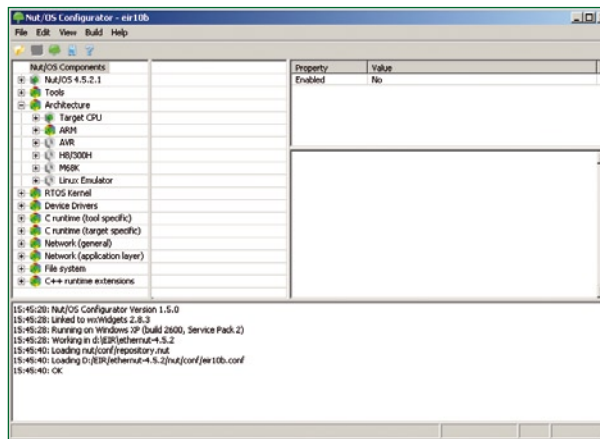 Nut/OS Configurator - eir10b
File Edit View Build Help
Nut/OS Components
Nut/OS 4.5.2.1
Tools
Architecture
Target CPU
ARM
AVR
H8/300H
M68K
Linux Emulator
RTOS Kernel
Device Drivers
C runtime (tool specific)
C runtime (target specific)
Network (general)
Network (application layer)
File system
C++ runtime extensions
Property Value
Enabled No
15:45:28: Nut/OS Configurator Version 1.5.0
15:45:28: Linked to wxWidgets 2.8.3
15:45:28: Running on Windows XP (build 2600, Service Pack 2)
15:45:28: Working in d:\EIR\ethernut-4.5.2
15:45:40: Loading nut/conf/repository.nut
15:45:40: Loading D:/EIR/ethernut-4.5.2/nut/conf/eir10b.conf
15:45:40: OK